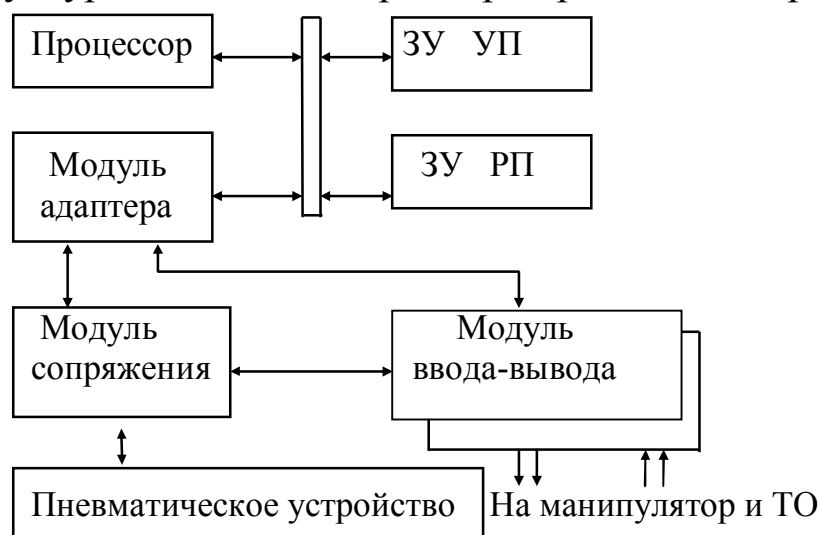 Процессор
ЗУ УП
Модуль
адаптера
ЗУ РП
Модуль
сопряжения
Модуль
ввода-вывода
Пневматическое устройство
На манипулятор и ТО